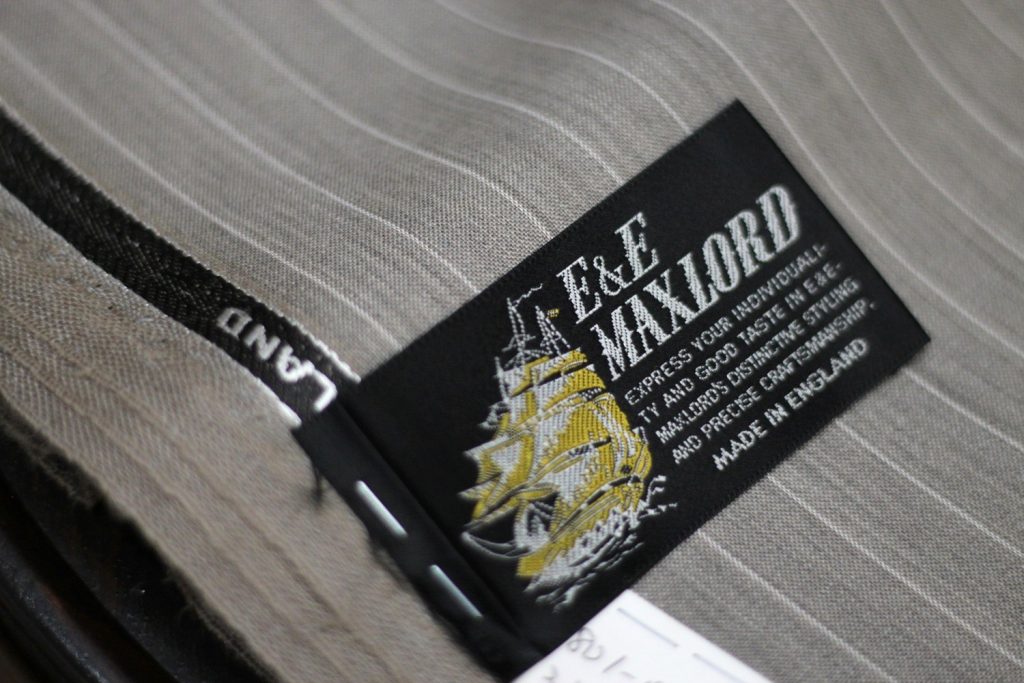 E&E
MAXLORD
EXPRESS YOUR INDIVIDUALI-
TY AND GOOD TASTE IN E.&E.
MAXLORD'S DISTINCTIVE STYLING
AND PRECISE CRAFTSMANSHIP.
MADE IN ENGLAND
LAND